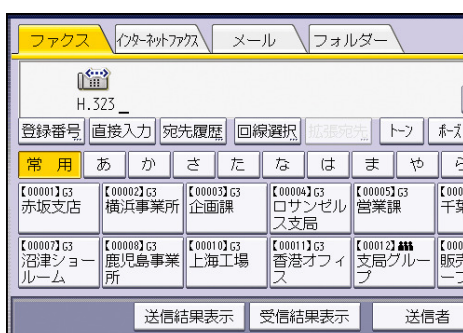 ファクス インターネットファクス メール フォルダー
H.323_
登録番号 直接入力 宛先履歴 回線選択 拡張宛先 トーン ポーズ
常用 あ か さ た な は ま や ら
【00001】G3 【00002】G3 【00003】G3 【00004】G3 【00005】G3
赤坂支店 横浜事業所 企画課 ロサンゼル 営業課 千葉
ス支局
【00007】G3 【00008】G3 【00010】G3 【00011】G3 【00012】
沼津ショー 鹿児島事業 上海工場 香港オフィ 支局グルー 販売
ルーム 所 ス プ
送信結果表示 受信結果表示 送信者